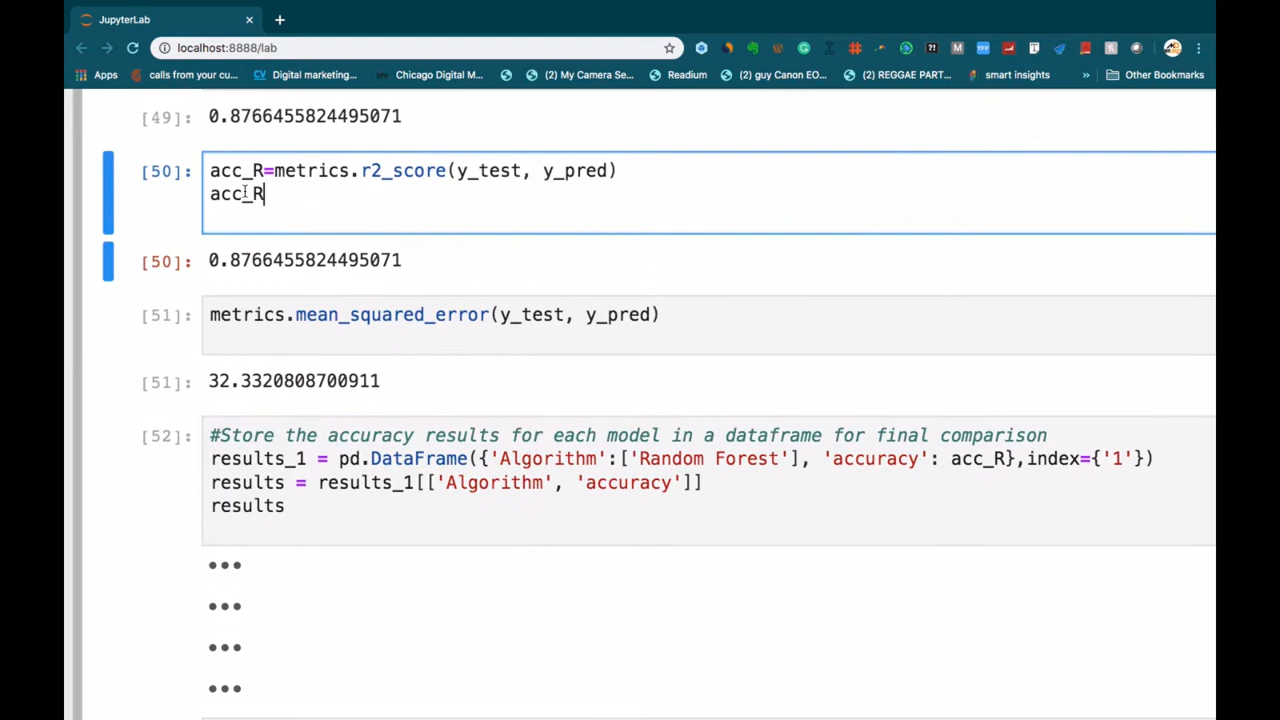 JupyterLab
localhost:8888/lab
Apps calls from your cu... CV Digital marketing... Chicago Digital M... (2) My Camera Se... Readium (2) guy Canon EO... (2) REGGAE PART... smart insights » Other Bookmarks
[49]: 0.8766455824495071
[50]: acc_R=metrics.r2_score(y_test, y_pred)
acc_R
[50]: 0.8766455824495071
[51]: metrics.mean_squared_error(y_test, y_pred)
[51]: 32.3320808700911
[52]: #Store the accuracy results for each model in a dataframe for final comparison
results_1 = pd.DataFrame({'Algorithm':['Random Forest'], 'accuracy': acc_R},index={'1'})
results = results_1[['Algorithm', 'accuracy']]
results